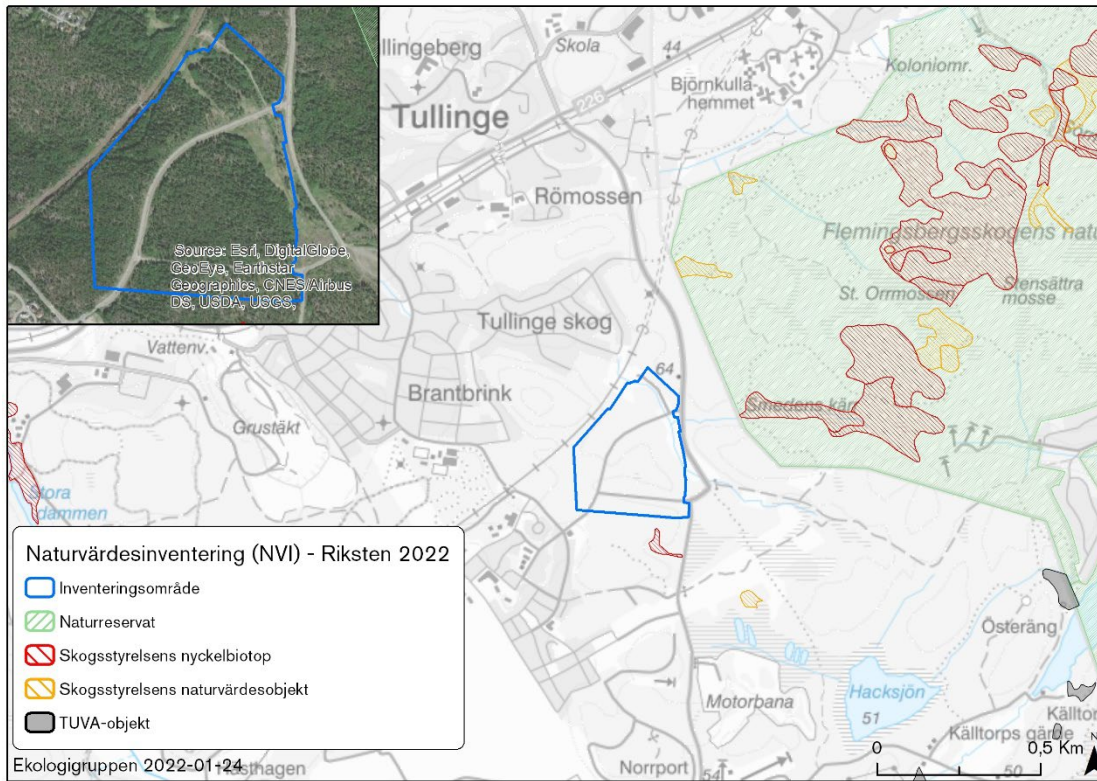 Source: Esri, DigitalGlobe,
GeoEye, Earthstar
Geographics, CNES/Airbus
DS, USDA, USGS,
llingeberg
Skola
44
Koloniomr.
Björnkulla-
hemmet
226
Tullinge
Römossen
Flemingsbergsskogens natu
St. Orrmossen
Stensättra
mosse
Tullinge skog
Vattenv.
64
Brantbrink
Smedens kär
Grustäkt
Stora
dammen
Naturvärdesinventering (NVI) - Riksten 2022
Inventeringsområde
Naturreservat
Skogsstyrelsens nyckelbiotop
Skogsstyrelsens naturvärdesobjekt
TUVA-objekt
Österäng
Motorbana
Hacksjön
51
Källtorps
Källtor
0
0,5 Km
N
Ekologigruppen 2022-01-24
Norrport
54
50